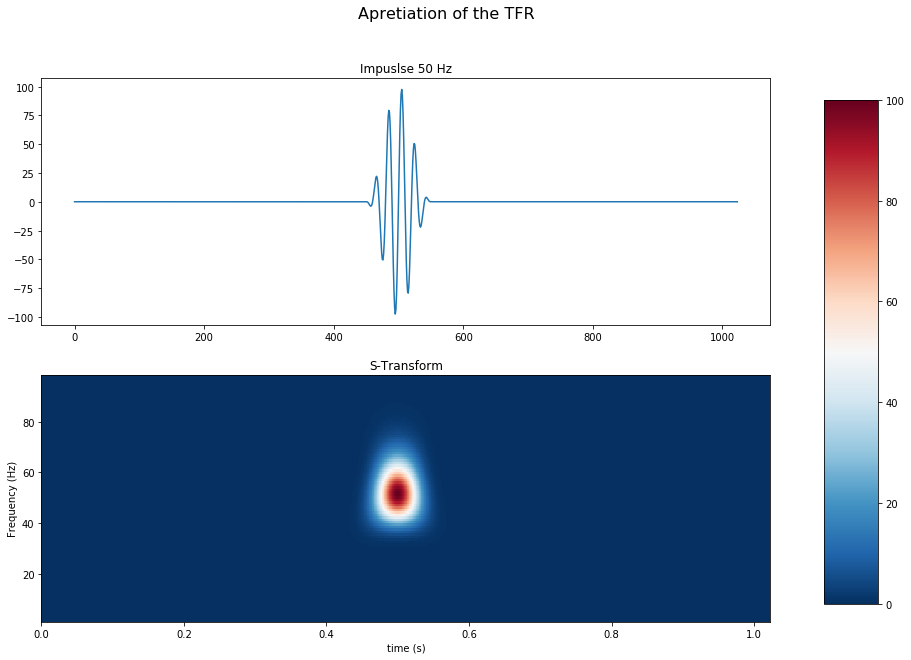 Apretiation of the TFR
Impuslse 50 Hz
100
75
50
25
0
−25
−50
−75
−100
0 200 400 600 800 1000
S-Transform
Frequency (Hz)
80
60
40
20
0.0 0.2 0.4 0.6 0.8 1.0
time (s)
100
80
60
40
20
0